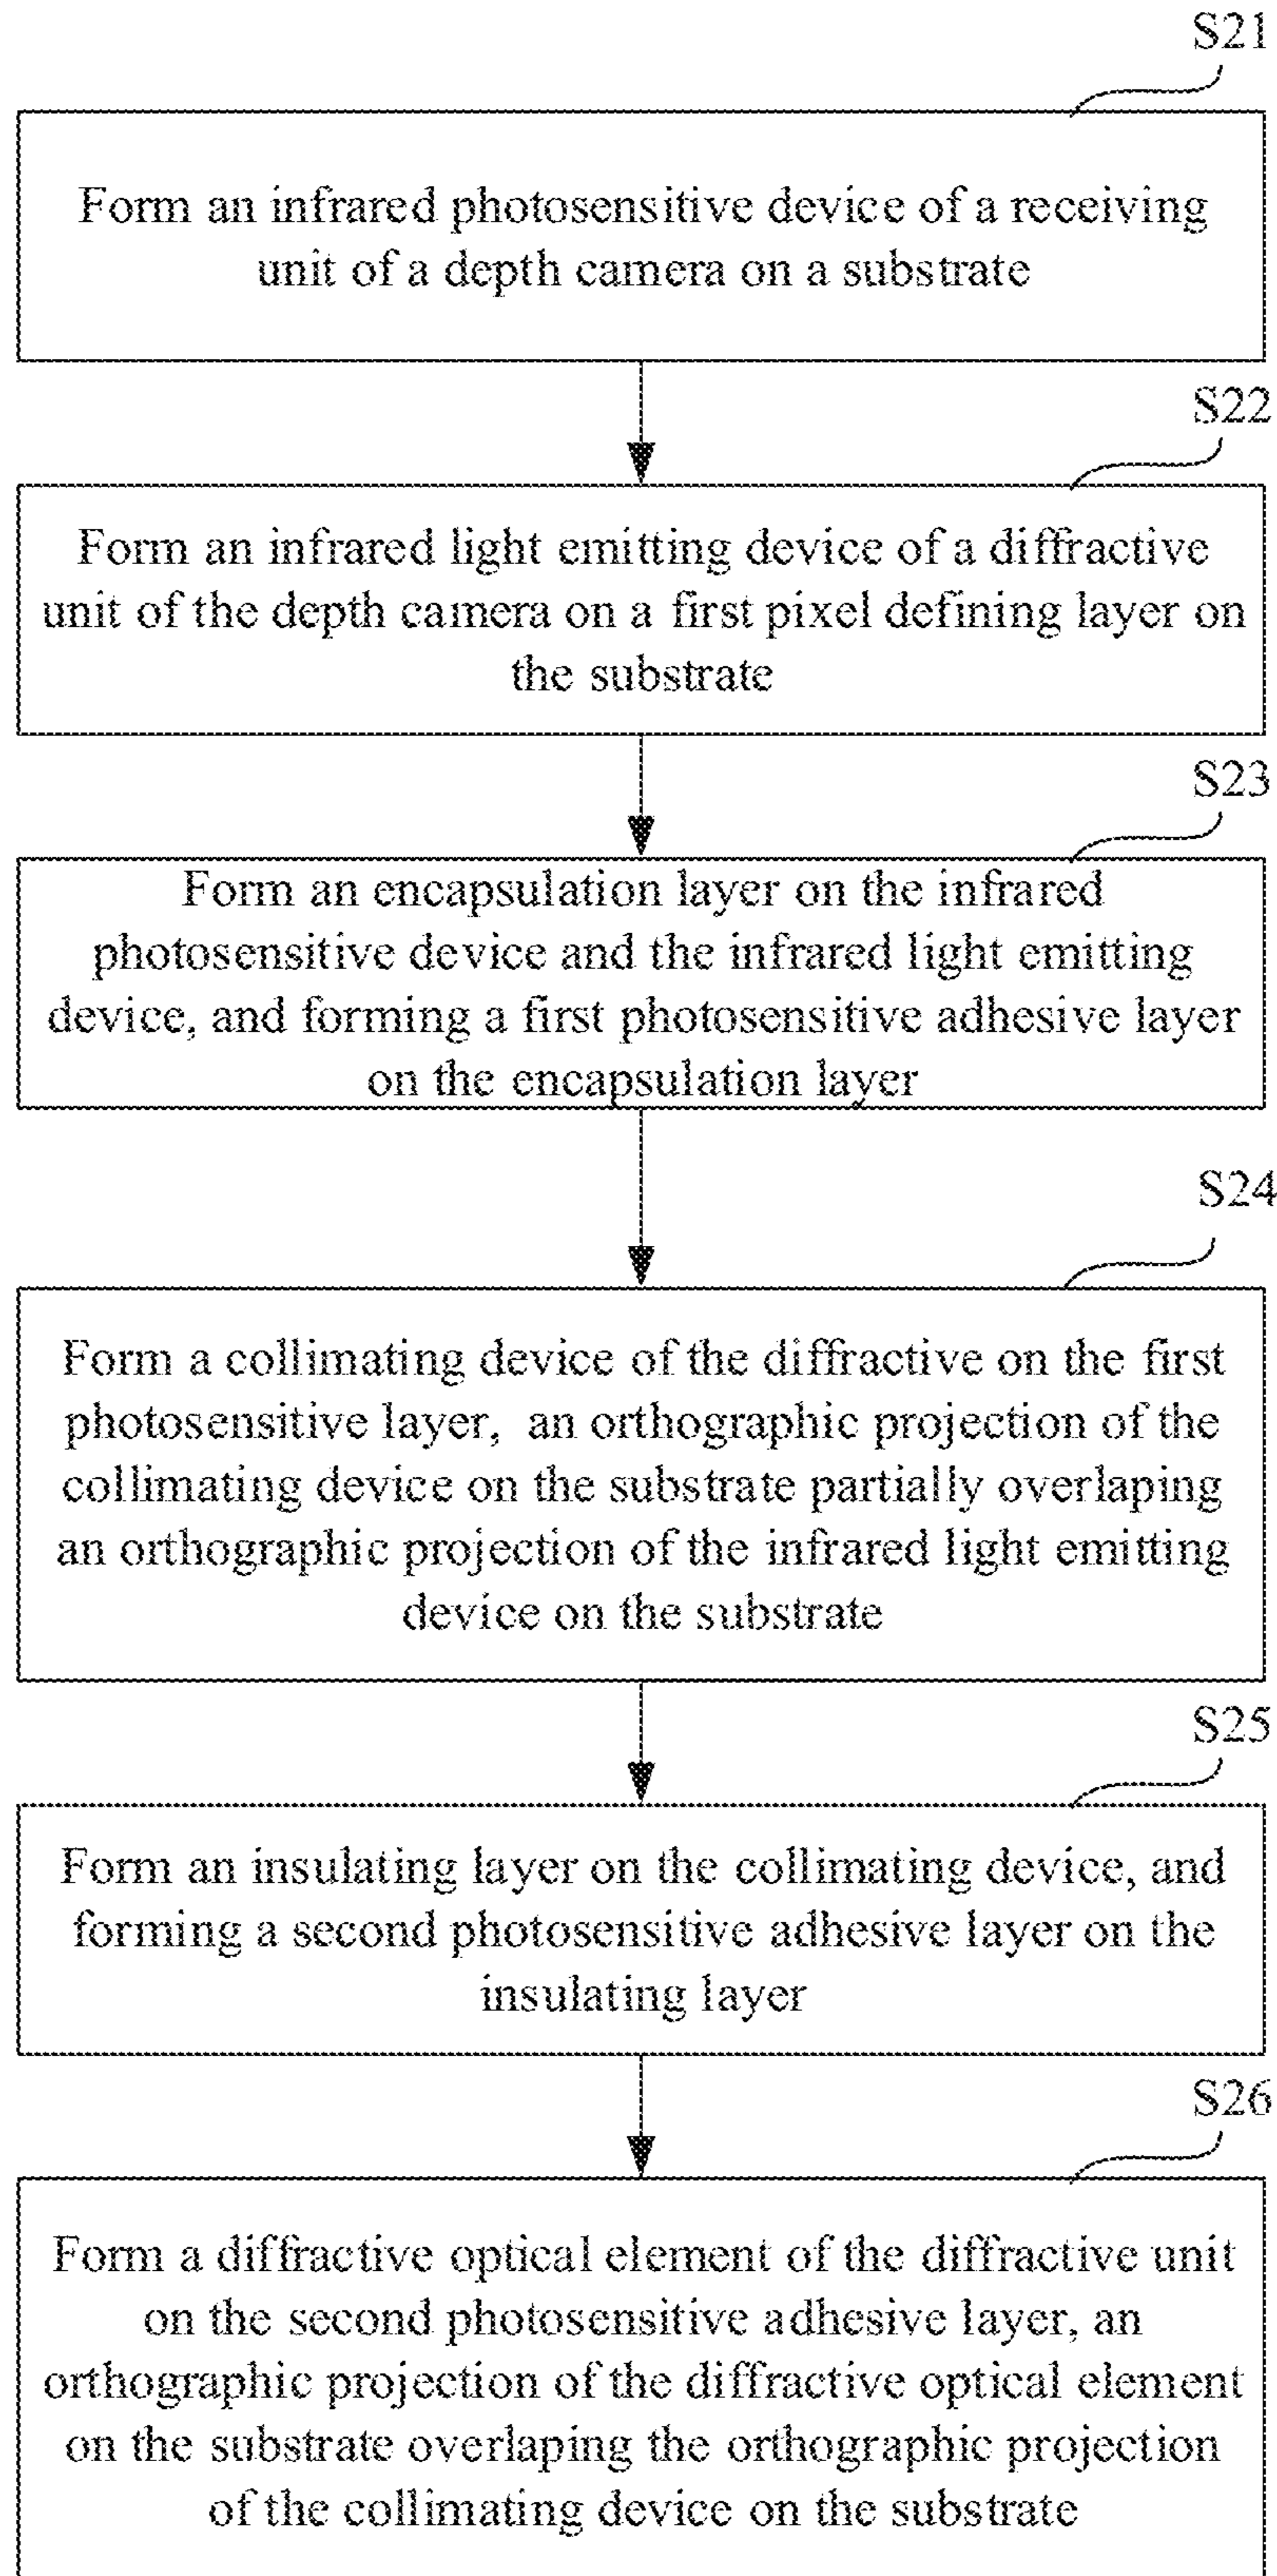 S21
Form an infrared photosensitive device of a receiving
unit of a depth camera on a substrate
S22
Form an infrared light emitting device of a diffractive
unit of the depth camera on a first pixel defining layer on
the substrate
S23
Form an encapsulation layer on the infrared
photosensitive device and the infrared light emitting
device, and forming a first photosensitive adhesive layer
on the encapsulation layer
S24
Form a collimating device of the diffractive on the first
photosensitive layer, an orthographic projection of the
collimating device on the substrate partially overlaping
an orthographic projection of the infrared light emitting
device on the substrate
S25
Form an insulating layer on the collimating device, and
forming a second photosensitive adhesive layer on the
insulating layer
S26
Form a diffractive optical element of the diffractive unit
on the second photosensitive adhesive layer, an
orthographic projection of the diffractive optical element
on the substrate overlaping the orthographic projection
of the collimating device on the substrate